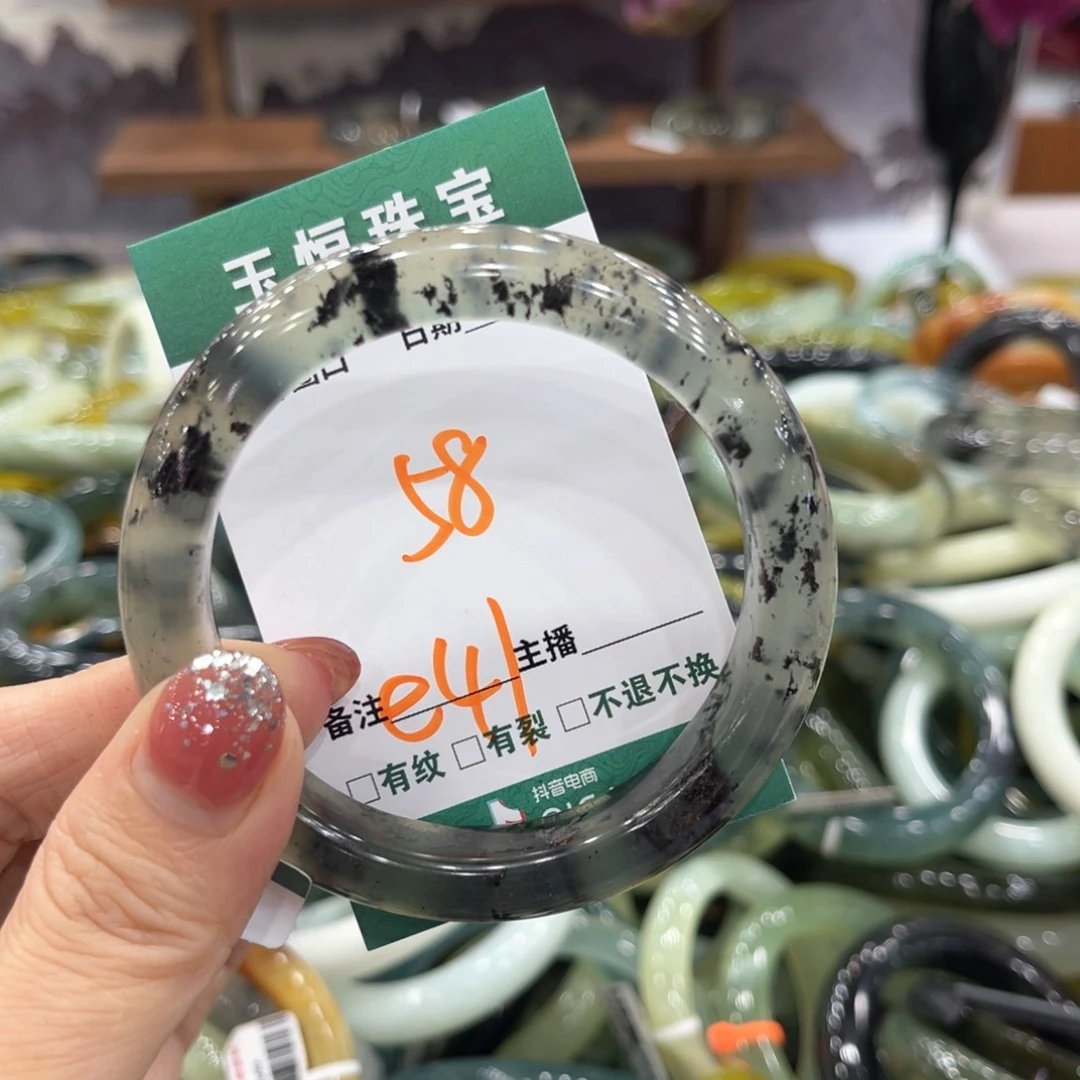 玉恒珠宝
日期
58
主播
备注 e41
□有纹 □有裂 □不退不换
抖音电商